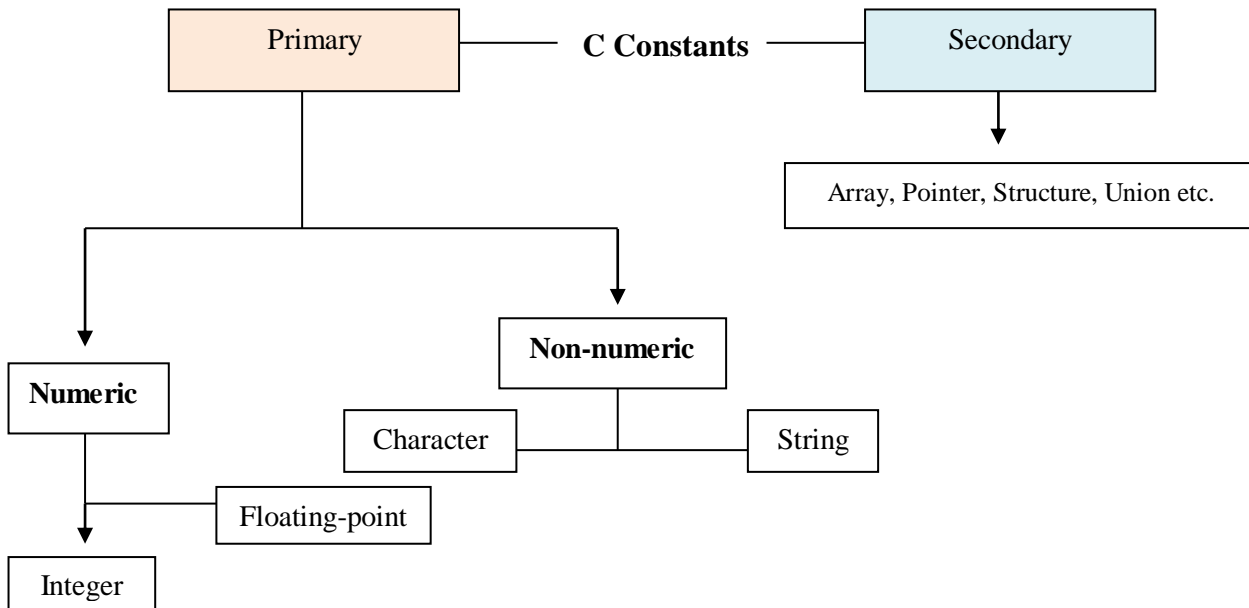 Primary
C Constants
Secondary
Array, Pointer, Structure, Union etc.
Non-numeric
Numeric
Character
String
Floating-point
Integer